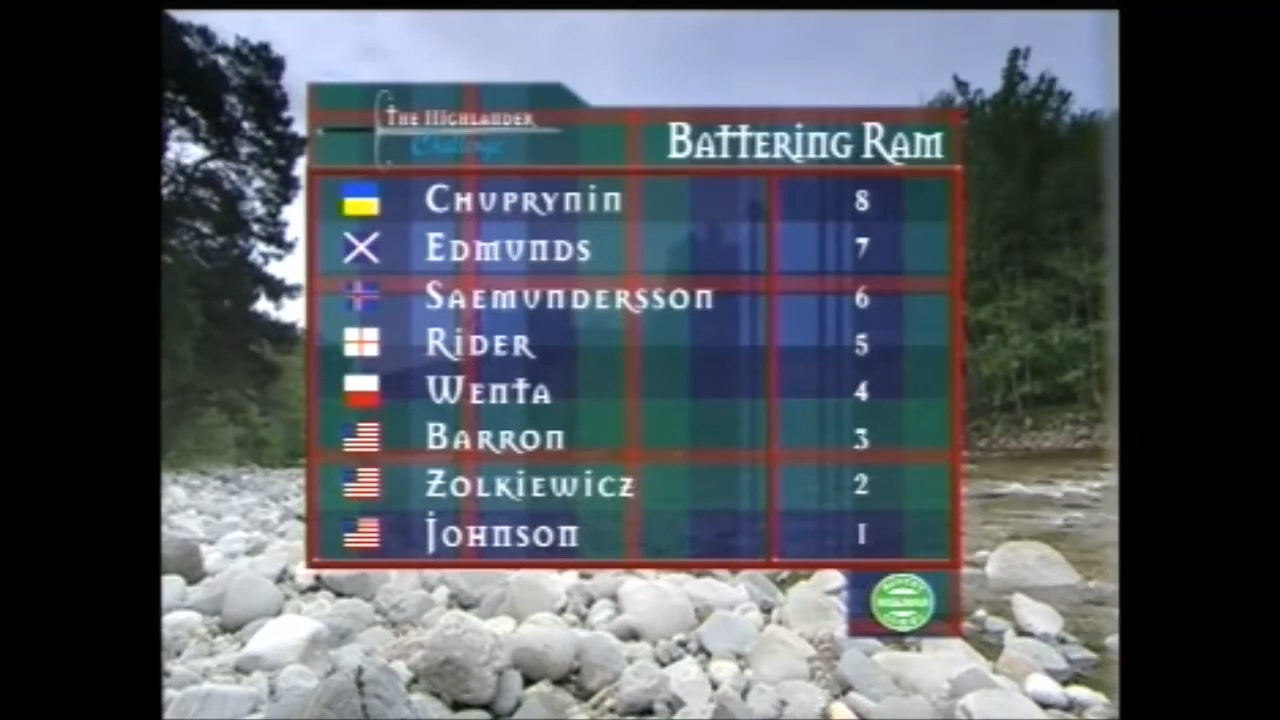 The Highlander
Challenge
Battering Ram
Chuprynin 8
Edmunds 7
Saemundersson 6
Rider 5
Wenta 4
Barron 3
Zolkiewicz 2
Johnson 1